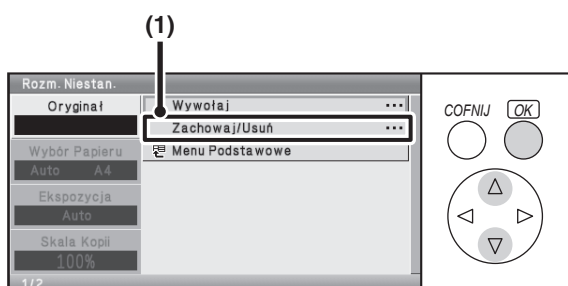 (1)
Rozm. Niestan.
Oryginał
Wywołaj ...
Zachowaj/Usuń ...
Wybór Papieru
Auto A4
Menu Podstawowe
Ekspozycja
Auto
Skala Kopii
100%
1/2
COFNIJ OK